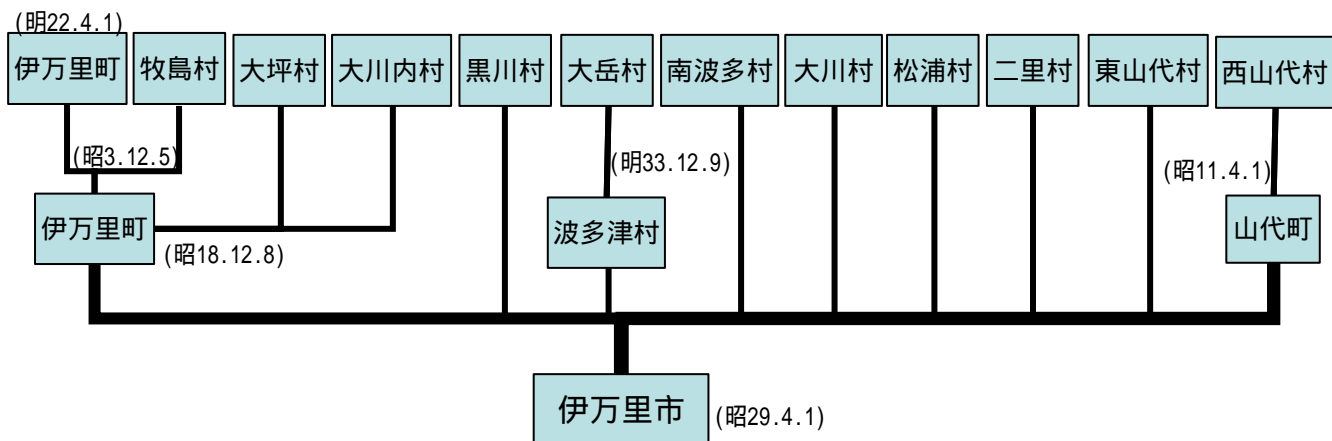 (明22.4.1)
伊万里町
牧島村
大坪村
大川内村
黒川村
大岳村
南波多村
大川村
松浦村
二里村
東山代村
西山代村
(昭3.12.5)
(明33.12.9)
(昭11.4.1)
伊万里町
波多津村
山代町
(昭18.12.8)
伊万里市
(昭29.4.1)